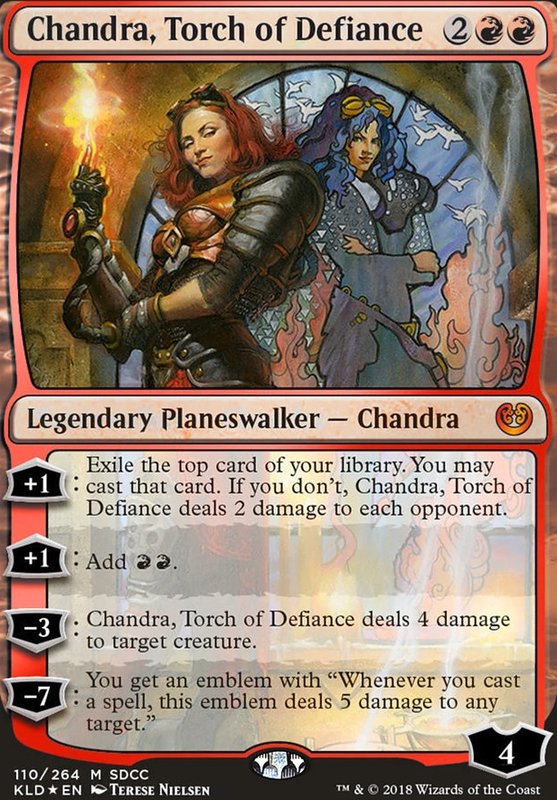 Chandra, Torch of Defiance 2
Legendary Planeswalker — Chandra
+1 : Exile the top card of your library. You may
cast that card. If you don't, Chandra, Torch of
Defiance deals 2 damage to each opponent.
+1 : Add .
−3 : Chandra, Torch of Defiance deals 4 damage
to target creature.
−7 : You get an emblem with “Whenever you cast
a spell, this emblem deals 5 damage to any
target.”
4
110/264 M SDCC
KLD★EN Terese Nielsen
™ & © 2018 Wizards of the Coast